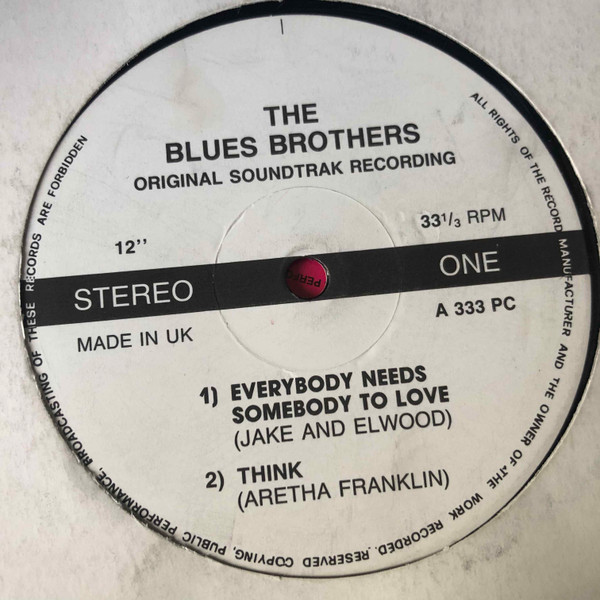 THE
BLUES BROTHERS
ORIGINAL SOUNDTRAK RECORDING
12''
33 1/3 RPM
STEREO
ONE
MADE IN UK
A 333 PC
1) EVERYBODY NEEDS
SOMEBODY TO LOVE
(JAKE AND ELWOOD)
2) THINK
(ARETHA FRANKLIN)
ALL RIGHTS OF THE RECORD MANUFACTURER AND THE OWNER OF THE WORK RECORDED. RESERVED COPYING, PUBLIC PERFORMANCE, BROADCASTING OF THESE RECORDS ARE FORBIDDEN